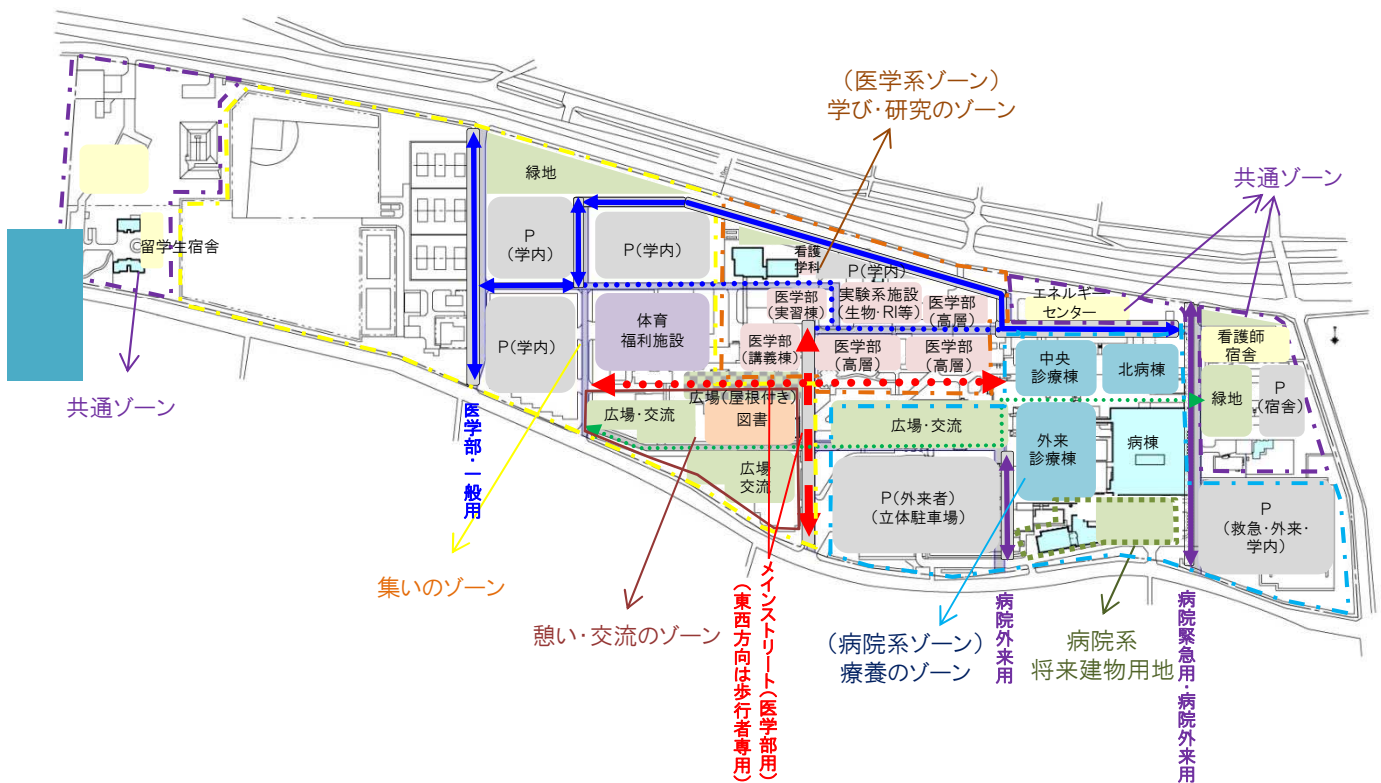 （医学系ゾーン）
学び・研究のゾーン
共通ゾーン
緑地
P
（学内）
P（学内）
看護
学科
P（学内）
留学生宿舎
エネルギー
センター
医学部
（実習棟）
実験系施設
（生物・RI等）
医学部
（高層）
体育
福利施設
P（学内）
医学部
（講義棟）
医学部
（高層）
医学部
（高層）
中央
診療棟
北病棟
看護師
宿舎
緑地
P
（宿舎）
共通ゾーン
広場（屋根付き）
図書
広場・交流
広場・交流
外来
診療棟
病棟
広場
交流
P（外来者）
（立体駐車場）
P
（救急・外来・
学内）
医学部・一般用
集いのゾーン
憩い・交流のゾーン
メインストリート（医学部用）
（東西方向は歩行者専用）
（病院系ゾーン）
療養のゾーン
病院外来用
病院系
将来建物用地
病院緊急用・病院外来用